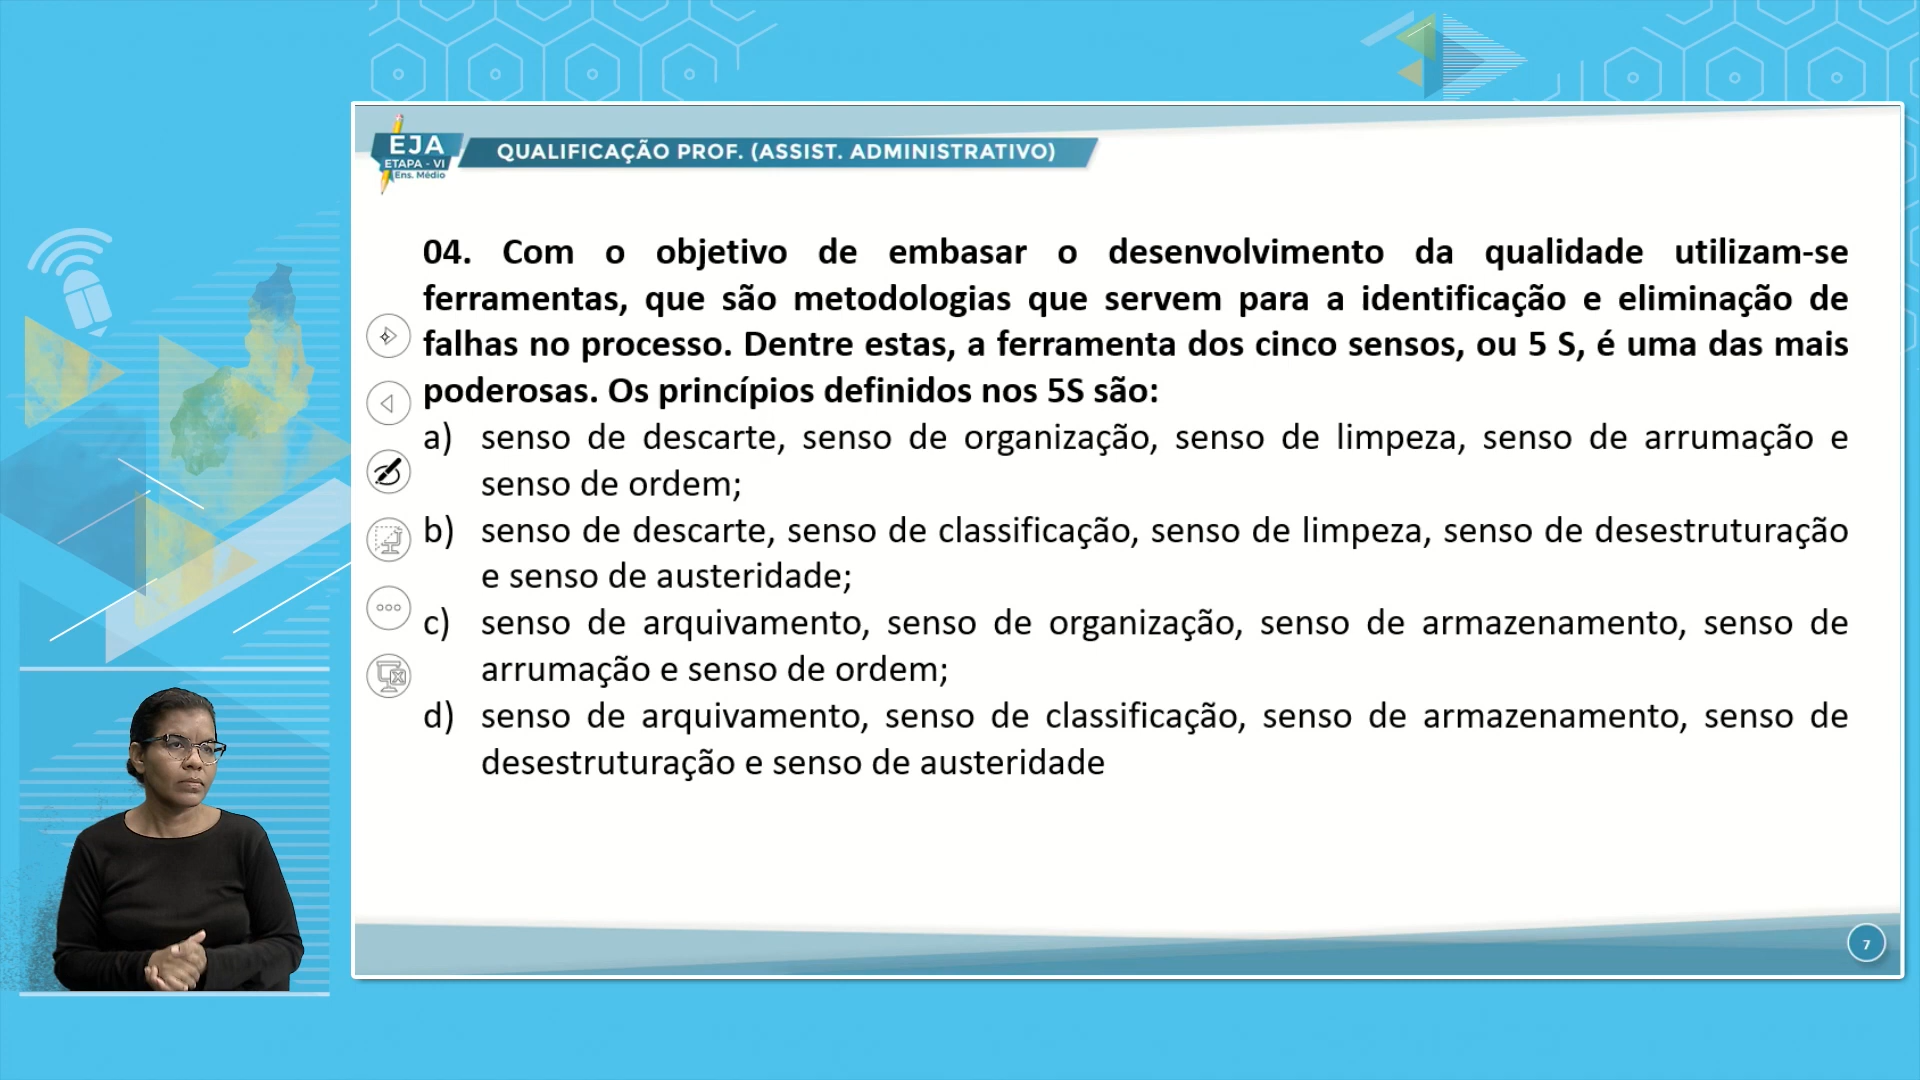 EJA
ETAPA - VI
Ens. Médio
QUALIFICAÇÃO PROF. (ASSIST. ADMINISTRATIVO)
04. Com o objetivo de embasar o desenvolvimento da qualidade utilizam-se
ferramentas, que são metodologias que servem para a identificação e eliminação de
falhas no processo. Dentre estas, a ferramenta dos cinco sensos, ou 5 S, é uma das mais
poderosas. Os princípios definidos nos 5S são:
a) senso de descarte, senso de organização, senso de limpeza, senso de arrumação e
senso de ordem;
b) senso de descarte, senso de classificação, senso de limpeza, senso de desestruturação
e senso de austeridade;
c) senso de arquivamento, senso de organização, senso de armazenamento, senso de
arrumação e senso de ordem;
d) senso de arquivamento, senso de classificação, senso de armazenamento, senso de
desestruturação e senso de austeridade
7